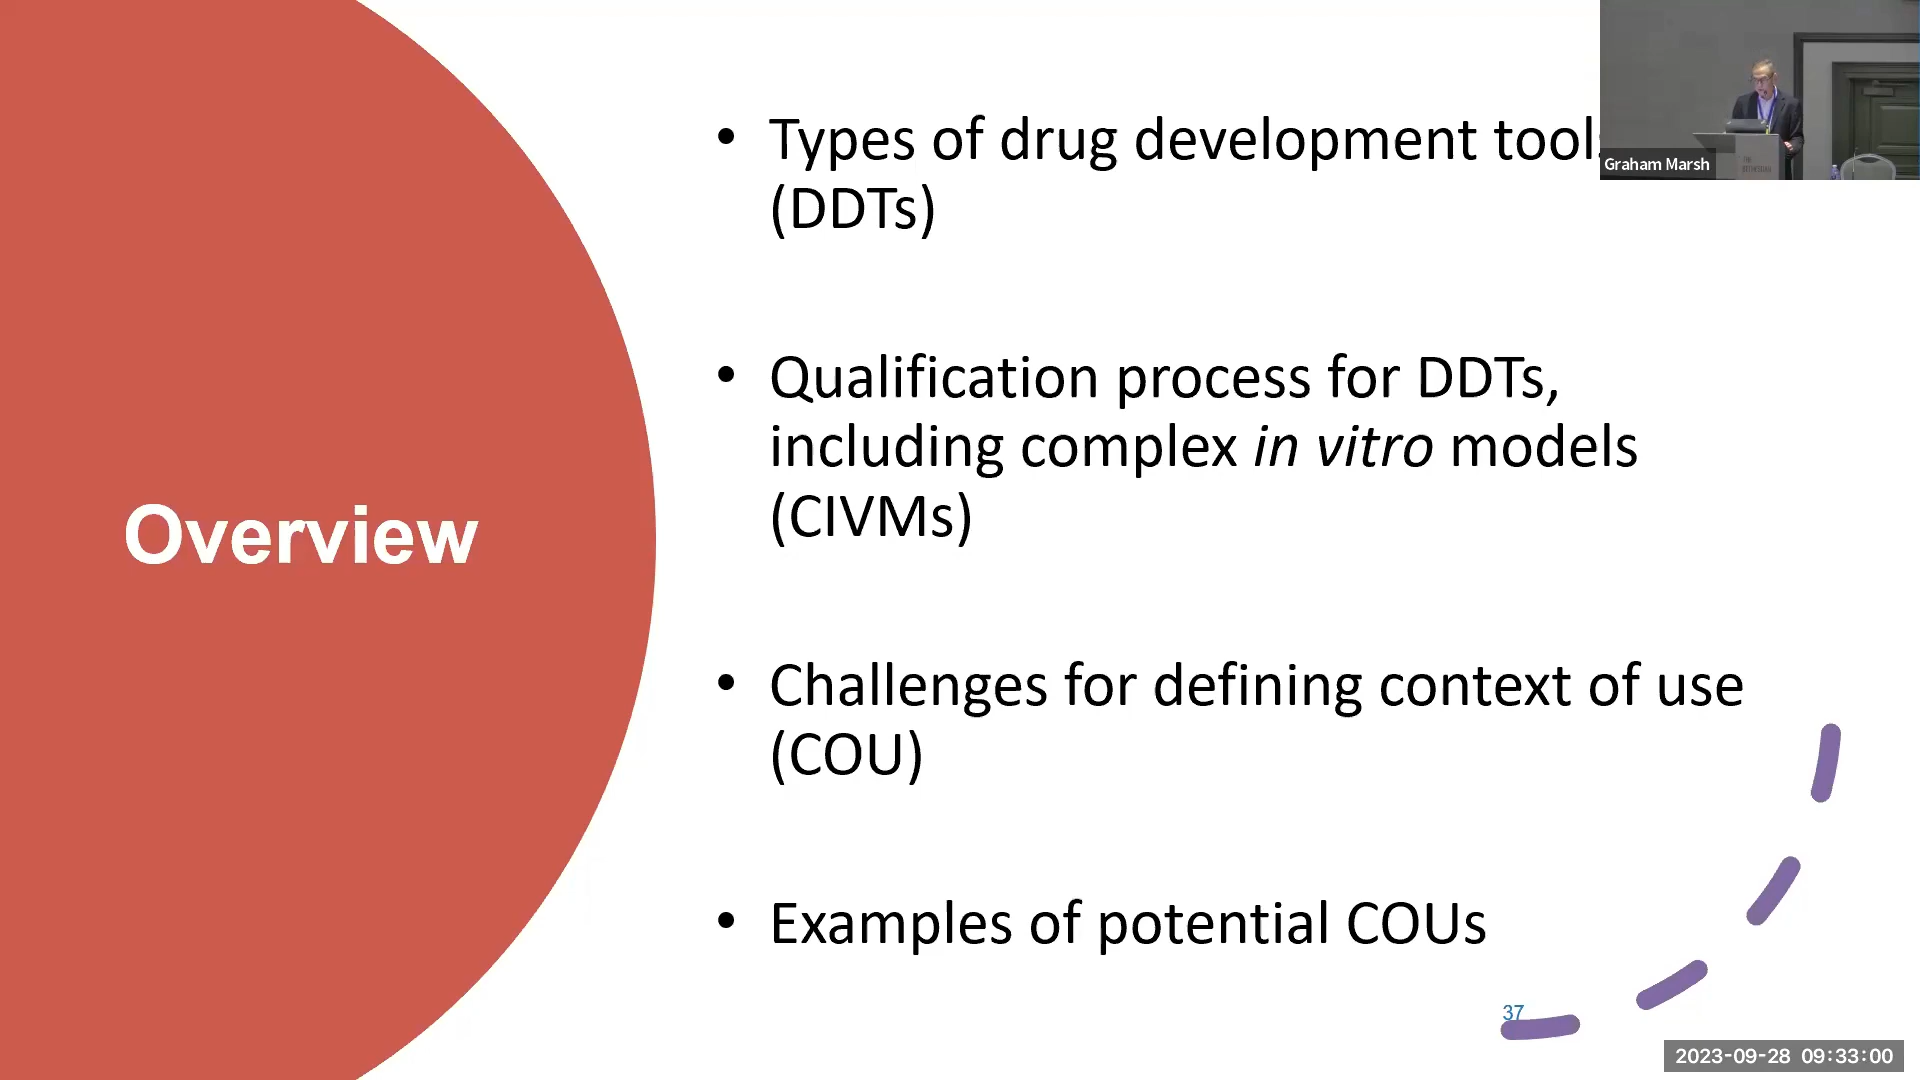 Overview
• Types of drug development tools
(DDTs)
• Qualification process for DDTs,
including complex in vitro models
(CIVMs)
• Challenges for defining context of use
(COU)
• Examples of potential COUs
37
Graham Marsh
2023-09-28 09:33:00